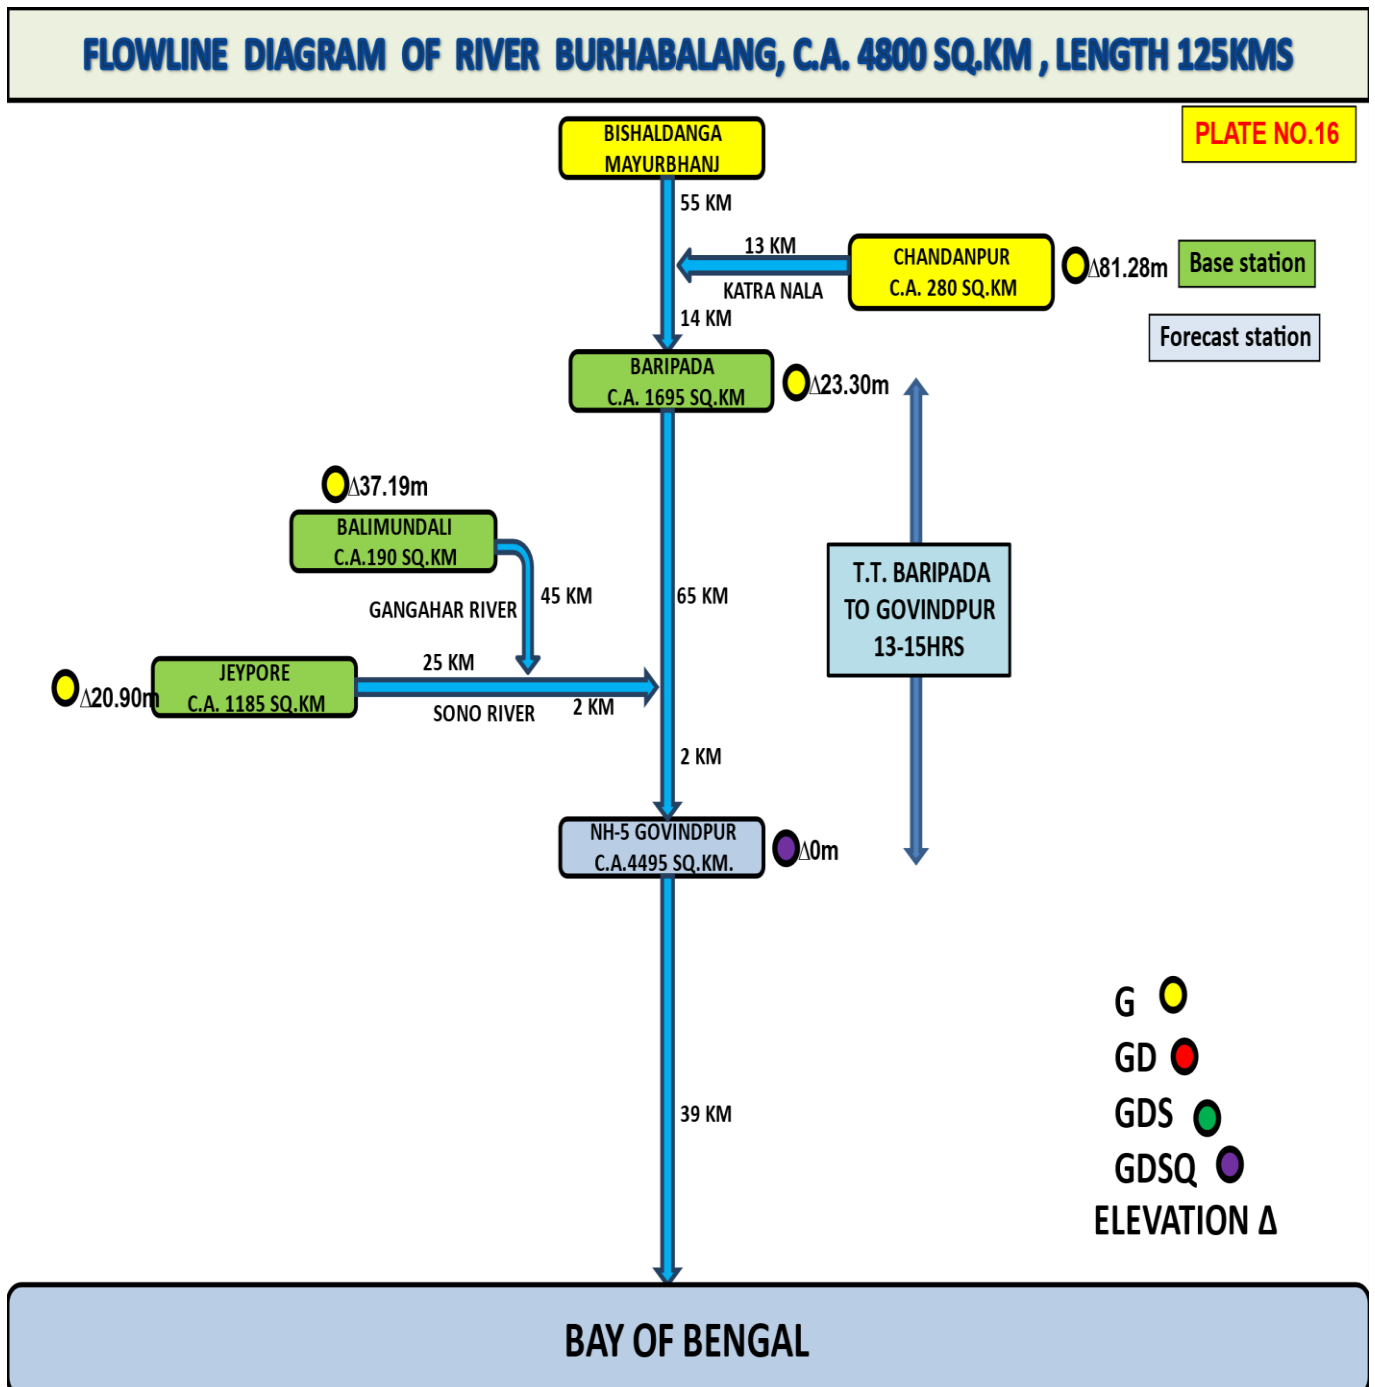 FLOWLINE DIAGRAM OF RIVER BURHABALANG, C.A. 4800 SQ.KM , LENGTH 125KMS
PLATE NO.16
BISHALDANGA
MAYURBHANJ
55 KM
13 KM
KATRA NALA
CHANDANPUR
C.A. 280 SQ.KM
Δ81.28m
Base station
14 KM
Forecast station
BARIPADA
C.A. 1695 SQ.KM
Δ23.30m
Δ37.19m
BALIMUNDALI
C.A.190 SQ.KM
GANGAHAR RIVER
45 KM
65 KM
T.T. BARIPADA
TO GOVINDPUR
13-15HRS
Δ20.90m
JEYPORE
C.A. 1185 SQ.KM
25 KM
SONO RIVER
2 KM
2 KM
NH-5 GOVINDPUR
C.A.4495 SQ.KM.
Δ0m
39 KM
G
GD
GDS
GDSQ
ELEVATION Δ
BAY OF BENGAL